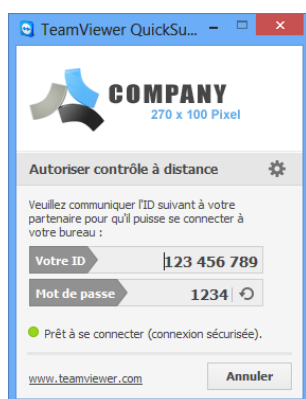 TeamViewer QuickSu...
COMPANY
270 x 100 Pixel
Autoriser contrôle à distance
Veuillez communiquer l'ID suivant à votre
partenaire pour qu'il puisse se connecter à
votre bureau :
Votre ID 123 456 789
Mot de passe 1234
Prêt à se connecter (connexion sécurisée).
www.teamviewer.com Annuler